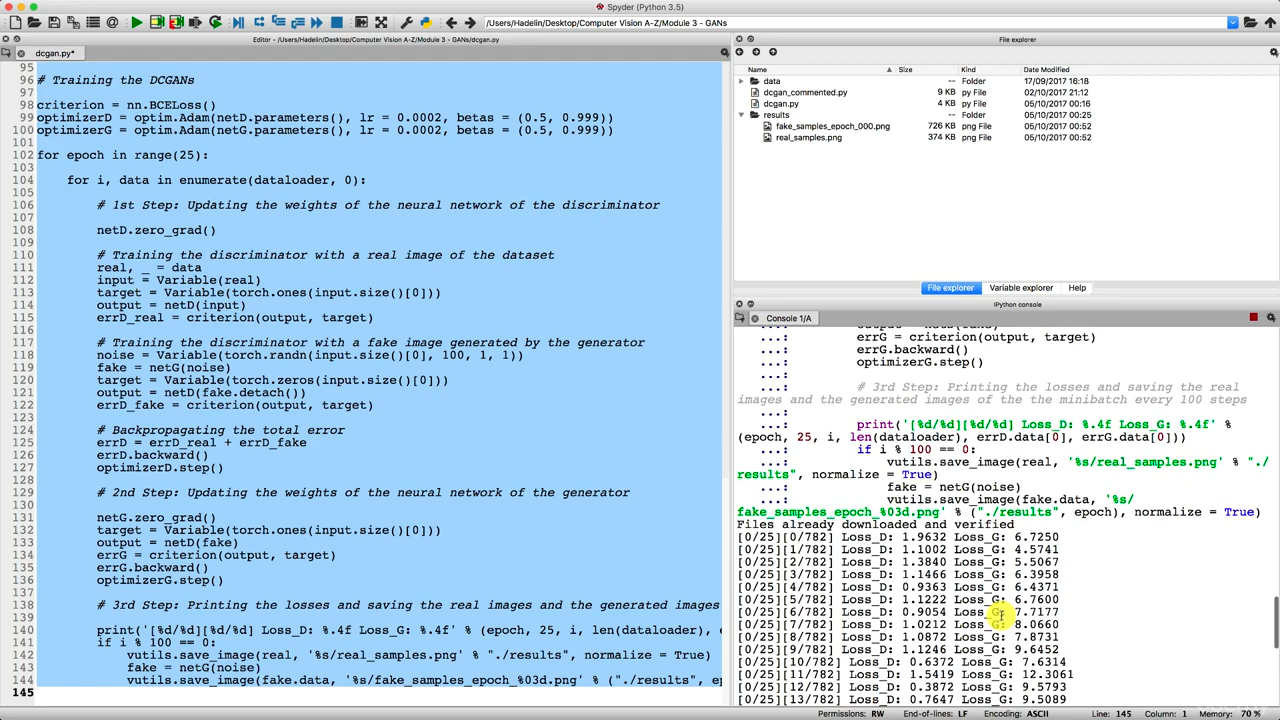 Spyder (Python 3.5)
/Users/Hadelin/Desktop/Computer Vision A-Z/Module 3 - GANs
Editor - /Users/Hadelin/Desktop/Computer Vision A-Z/Module 3 - GANs/dcgan.py
dcgan.py*
95
96 # Training the DCGANs
97
98 criterion = nn.BCELoss()
99 optimizerD = optim.Adam(netD.parameters(), lr = 0.0002, betas = (0.5, 0.999))
100 optimizerG = optim.Adam(netG.parameters(), lr = 0.0002, betas = (0.5, 0.999))
101
102 for epoch in range(25):
103
104 for i, data in enumerate(dataloader, 0):
105
106 # 1st Step: Updating the weights of the neural network of the discriminator
107
108 netD.zero_grad()
109
110 # Training the discriminator with a real image of the dataset
111 real, _ = data
112 input = Variable(real)
113 target = Variable(torch.ones(input.size()[0]))
114 output = netD(input)
115 errD_real = criterion(output, target)
116
117 # Training the discriminator with a fake image generated by the generator
118 noise = Variable(torch.randn(input.size()[0], 100, 1, 1))
119 fake = netG(noise)
120 target = Variable(torch.zeros(input.size()[0]))
121 output = netD(fake.detach())
122 errD_fake = criterion(output, target)
123
124 # Backpropagating the total error
125 errD = errD_real + errD_fake
126 errD.backward()
127 optimizerD.step()
128
129 # 2nd Step: Updating the weights of the neural network of the generator
130
131 netG.zero_grad()
132 target = Variable(torch.ones(input.size()[0]))
133 output = netD(fake)
134 errG = criterion(output, target)
135 errG.backward()
136 optimizerG.step()
137
138 # 3rd Step: Printing the losses and saving the real images and the generated images
139
140 print('[%d/%d][%d/%d] Loss_D: %.4f Loss_G: %.4f' % (epoch, 25, i, len(dataloader), e
141 if i % 100 == 0:
142 vutils.save_image(real, '%s/real_samples.png' % "./results", normalize = True)
143 fake = netG(noise)
144 vutils.save_image(fake.data, '%s/fake_samples_epoch_%03d.png' % ("./results", ep
145
File explorer
Name Size Kind Date Modified
data -- Folder 17/09/2017 16:18
dcgan_commented.py 9 KB py File 02/10/2017 21:12
dcgan.py 4 KB py File 05/10/2017 00:16
results -- Folder 05/10/2017 00:25
fake_samples_epoch_000.png 726 KB png File 05/10/2017 00:52
real_samples.png 374 KB png File 05/10/2017 00:52
File explorer Variable explorer Help
IPython console
Console 1/A
...: errG = criterion(output, target)
...: errG.backward()
...: optimizerG.step()
...:
...: # 3rd Step: Printing the losses and saving the real
images and the generated images of the the minibatch every 100 steps
...:
...: print('[%d/%d][%d/%d] Loss_D: %.4f Loss_G: %.4f' %
(epoch, 25, i, len(dataloader), errD.data[0], errG.data[0]))
...: if i % 100 == 0:
...: vutils.save_image(real, '%s/real_samples.png' % "./
results", normalize = True)
...: fake = netG(noise)
...: vutils.save_image(fake.data, '%s/
fake_samples_epoch_%03d.png' % ("./results", epoch), normalize = True)
Files already downloaded and verified
[0/25][0/782] Loss_D: 1.9632 Loss_G: 6.7250
[0/25][1/782] Loss_D: 1.1002 Loss_G: 4.5741
[0/25][2/782] Loss_D: 1.3840 Loss_G: 5.5067
[0/25][3/782] Loss_D: 1.1466 Loss_G: 6.3958
[0/25][4/782] Loss_D: 0.9363 Loss_G: 6.4371
[0/25][5/782] Loss_D: 1.1222 Loss_G: 6.7600
[0/25][6/782] Loss_D: 0.9054 Loss_G: 7.7177
[0/25][7/782] Loss_D: 1.0212 Loss_G: 8.0660
[0/25][8/782] Loss_D: 1.0872 Loss_G: 7.8731
[0/25][9/782] Loss_D: 1.1246 Loss_G: 9.6452
[0/25][10/782] Loss_D: 0.6372 Loss_G: 7.6314
[0/25][11/782] Loss_D: 1.5419 Loss_G: 12.3061
[0/25][12/782] Loss_D: 0.3872 Loss_G: 9.5793
[0/25][13/782] Loss_D: 0.7647 Loss_G: 9.5089
Permissions: RW End-of-lines: LF Encoding: ASCII Line: 145 Column: 1 Memory: 70 %